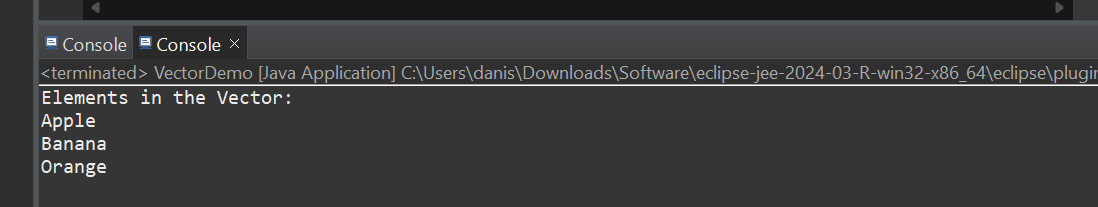 Console Console
<terminated> VectorDemo [Java Application] C:\Users\danis\Downloads\Software\eclipse-jee-2024-03-R-win32-x86_64\eclipse\plugin
Elements in the Vector:
Apple
Banana
Orange